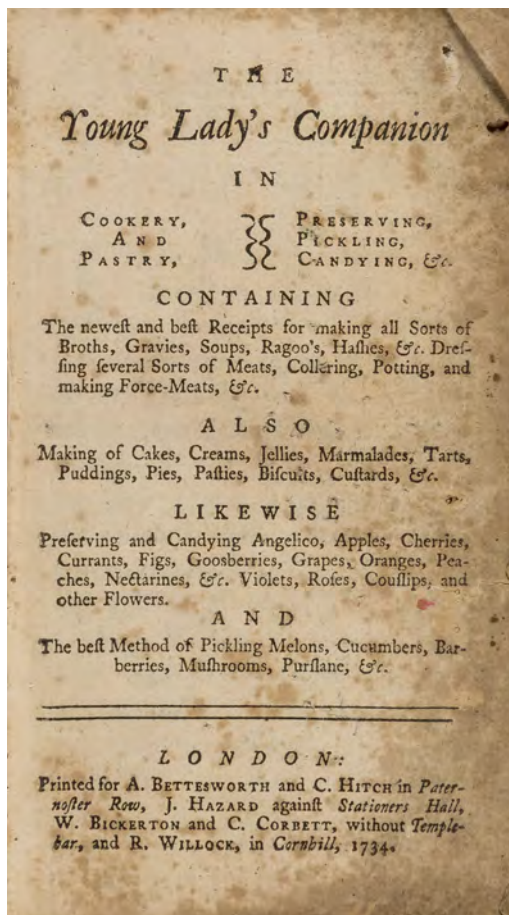 THE
Young Lady's Companion
IN
COOKERY, PRESERVING,
AND PICKLING,
PASTRY, CANDYING, &c.
CONTAINING
The neweſt and beſt Receipts for making all Sorts of
Broths, Gravies, Soups, Ragoo's, Haſhes, &c. Dreſ-
ſing ſeveral Sorts of Meats, Collering, Potting, and
making Force-Meats, &c.
ALSO
Making of Cakes, Creams, Jellies, Marmalades, Tarts,
Puddings, Pies, Paſties, Biſcuits, Cuſtards, &c.
LIKEWISE
Preſerving and Candying Angelico, Apples, Cherries,
Currants, Figs, Goosberries, Grapes, Oranges, Pea-
ches, Nectarines, &c. Violets, Roſes, Couſlips, and
other Flowers.
AND
The beſt Method of Pickling Melons, Cucumbers, Bar-
berries, Muſhrooms, Purſlane, &c.
LONDON:
Printed for A. BETTESWORTH and C. HITCH in Pater-
noſter Row, J. HAZARD againſt Stationers Hall,
W. BICKERTON and C. CORBETT, without Temple-
bar, and R. WILLOCK, in Cornhill, 1734.